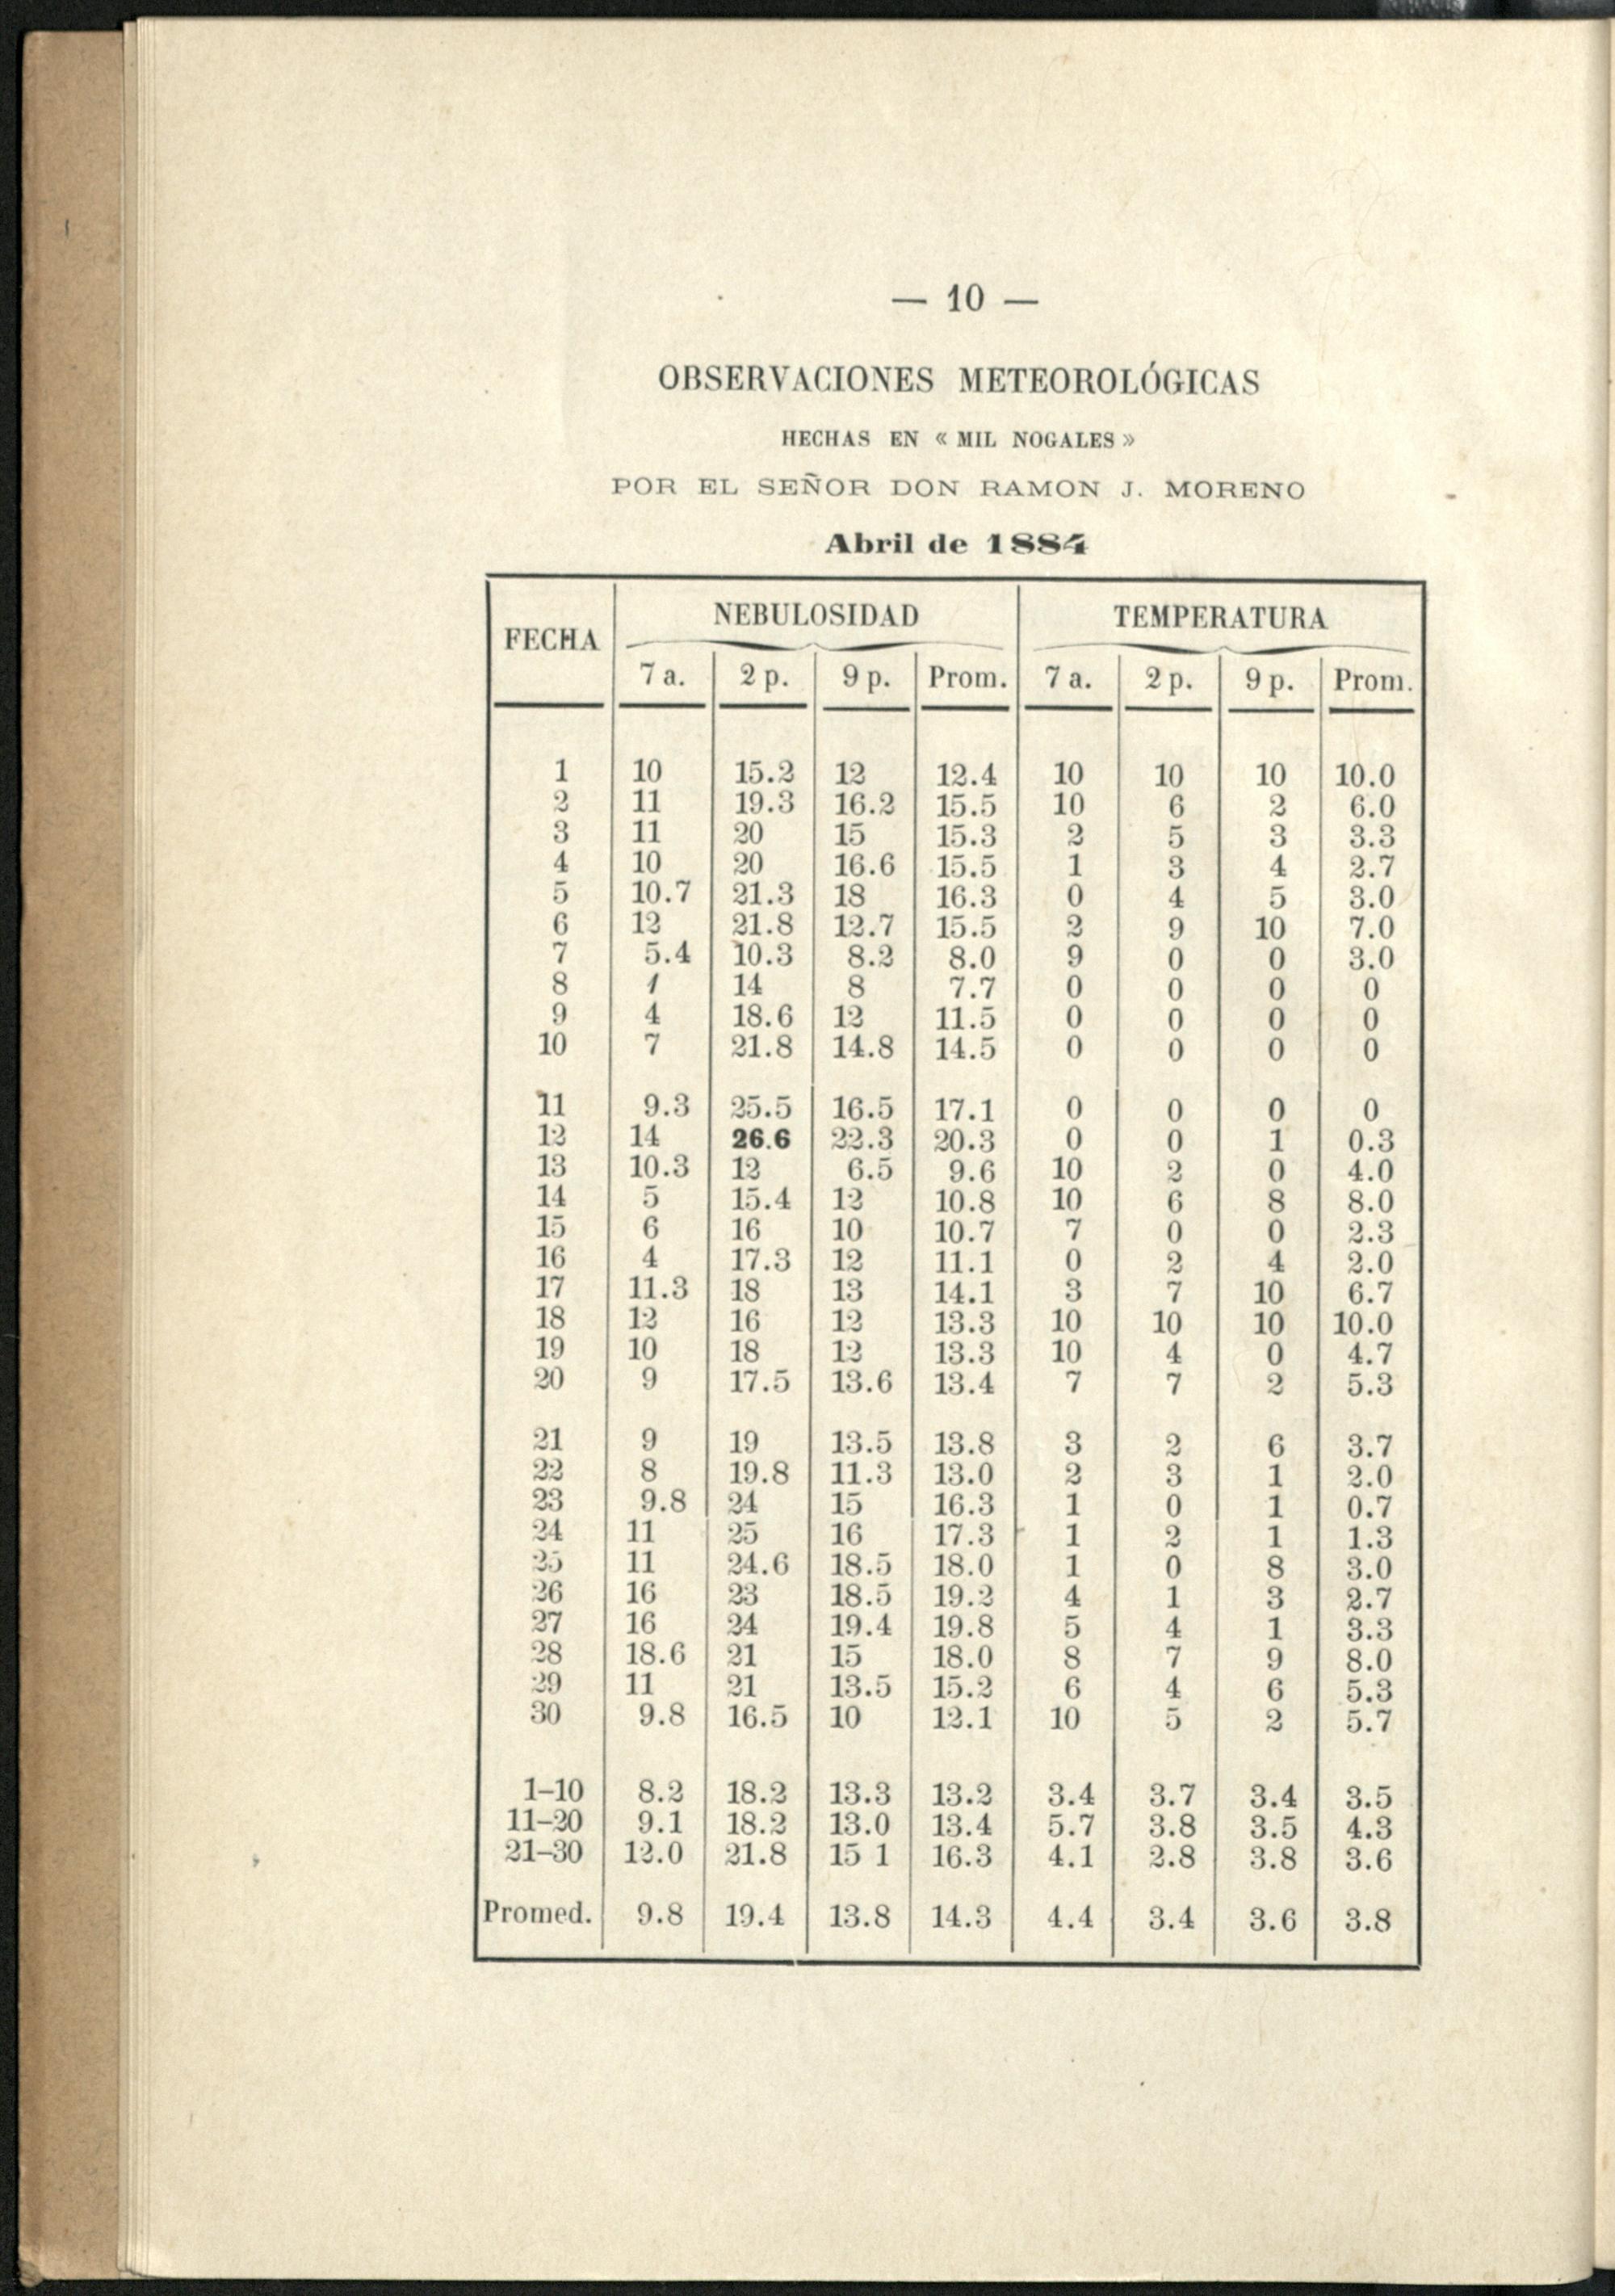 — 10 —
OBSERVACIONES METEOROLÓGICAS
HECHAS EN « MIL NOGALES »
POR EL SEÑOR DON RAMON J. MORENO
Abril de 1884
FECHA NEBULOSIDAD TEMPERATURA
7 a. 2 p. 9 p. Prom. 7 a. 2 p. 9 p. Prom.
1 10 15.2 12 12.4 10 10 10 10.0
2 11 19.3 16.2 15.5 10 6 2 6.0
3 11 20 15 15.3 2 5 3 3.3
4 10 20 16.6 15.5 1 3 4 2.7
5 10.7 21.3 18 16.3 0 4 5 3.0
6 12 21.8 12.7 15.5 2 9 10 7.0
7 5.4 10.3 8.2 8.0 9 0 0 3.0
8 1 14 8 7.7 0 0 0 0
9 4 18.6 12 11.5 0 0 0 0
10 7 21.8 14.8 14.5 0 0 0 0
11 9.3 25.5 16.5 17.1 0 0 0 0
12 14 26.6 22.3 20.3 0 0 1 0.3
13 10.3 12 6.5 9.6 10 2 0 4.0
14 5 15.4 12 10.8 10 6 8 8.0
15 6 16 10 10.7 7 0 0 2.3
16 4 17.3 12 11.1 0 2 4 2.0
17 11.3 18 13 14.1 3 7 10 6.7
18 12 16 12 13.3 10 10 10 10.0
19 10 18 12 13.3 10 4 0 4.7
20 9 17.5 13.6 13.4 7 7 2 5.3
21 9 19 13.5 13.8 3 2 6 3.7
22 8 19.8 11.3 13.0 2 3 1 2.0
23 9.8 24 15 16.3 1 0 1 0.7
24 11 25 16 17.3 1 2 1 1.3
25 11 24.6 18.5 18.0 1 0 8 3.0
26 16 23 18.5 19.2 4 1 3 2.7
27 16 24 19.4 19.8 5 4 1 3.3
28 18.6 21 15 18.0 8 7 9 8.0
29 11 21 13.5 15.2 6 4 6 5.3
30 9.8 16.5 10 12.1 10 5 2 5.7
1–10 8.2 18.2 13.3 13.2 3.4 3.7 3.4 3.5
11–20 9.1 18.2 13.0 13.4 5.7 3.8 3.5 4.3
21–30 12.0 21.8 15 1 16.3 4.1 2.8 3.8 3.6
Promed. 9.8 19.4 13.8 14.3 4.4 3.4 3.6 3.8